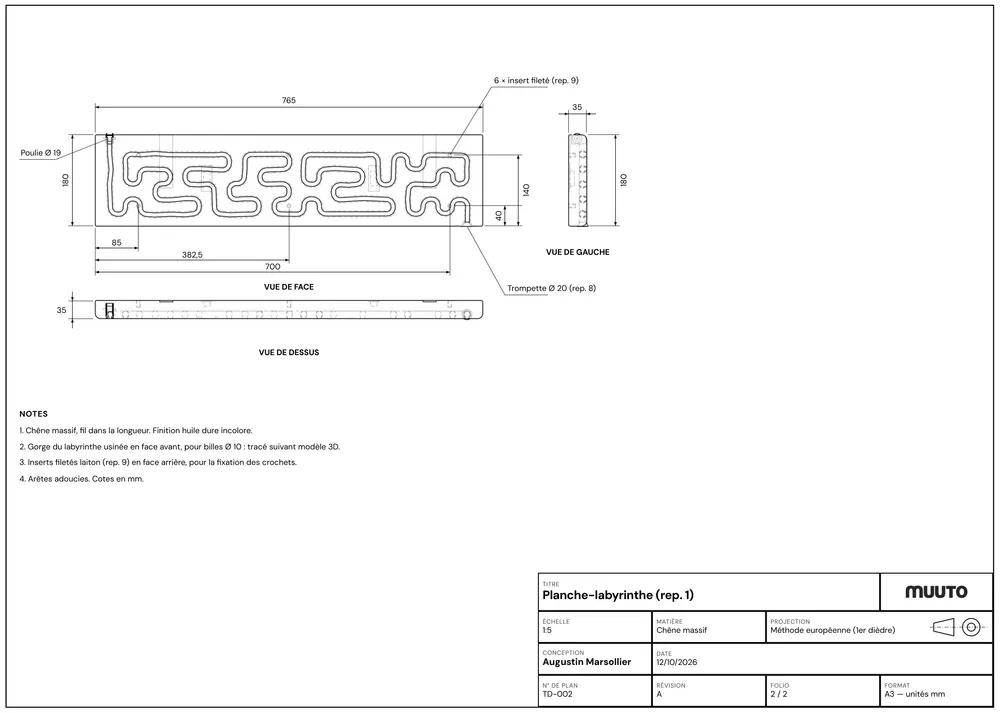 6 × insert fileté (rep. 9)
765
35
Poulie Ø 19
180
140
40
180
85
382,5
700
VUE DE GAUCHE
VUE DE FACE
Trompette Ø 20 (rep. 8)
35
VUE DE DESSUS
NOTES
1. Chêne massif, fil dans la longueur. Finition huile dure incolore.
2. Gorge du labyrinthe usinée en face avant, pour billes Ø 10 : tracé suivant modèle 3D.
3. Inserts filetés laiton (rep. 9) en face arrière, pour la fixation des crochets.
4. Arêtes adoucies. Cotes en mm.
TITRE
Planche-labyrinthe (rep. 1)
MUUTO
ÉCHELLE
1:5
MATIÈRE
Chêne massif
PROJECTION
Méthode européenne (1er dièdre)
CONCEPTION
Augustin Marsollier
DATE
12/10/2026
N° DE PLAN
TD-002
RÉVISION
A
FOLIO
2 / 2
FORMAT
A3 — unités mm